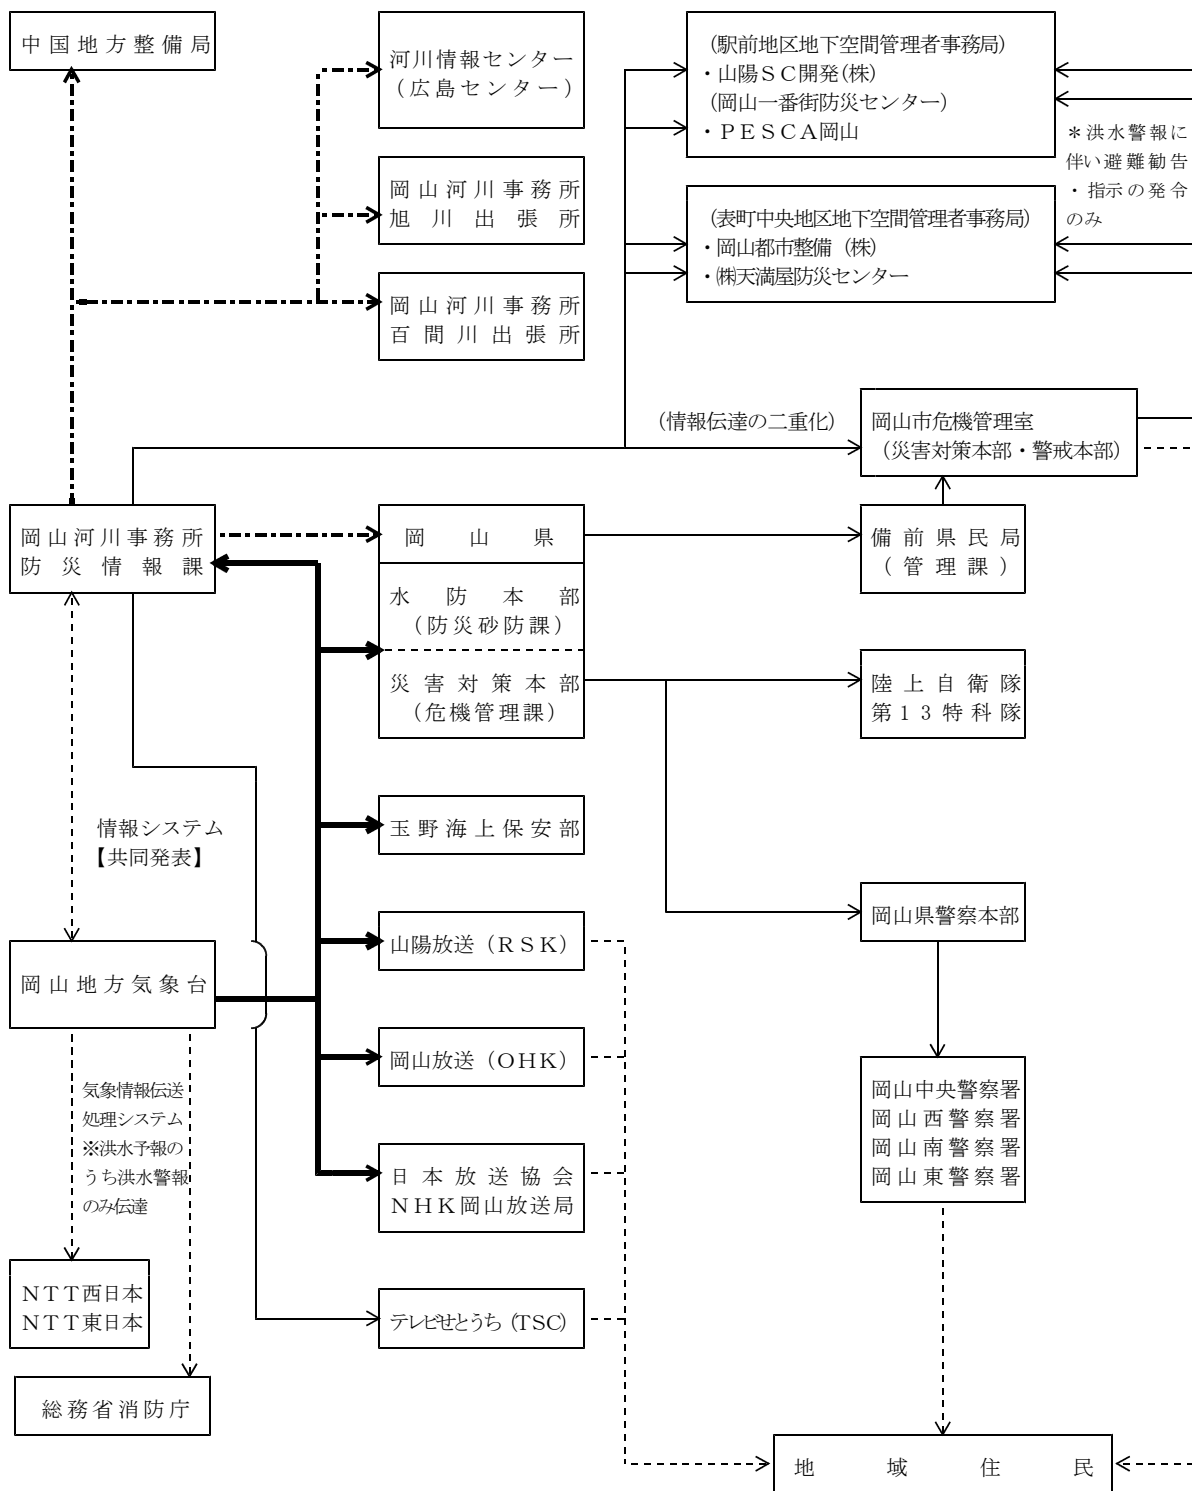 中国地方整備局
河川情報センター
（広島センター）
(駅前地区地下空間管理者事務局)
・山陽ＳＣ開発(株)
(岡山一番街防災センター)
・ＰＥＳＣＡ岡山
＊洪水警報に
伴い避難勧告
・指示の発令
のみ
岡山河川事務所
旭川出張所
(表町中央地区地下空間管理者事務局)
・岡山都市整備（株）
・㈱天満屋防災センター
岡山河川事務所
百間川出張所
(情報伝達の二重化)
岡山市危機管理室
(災害対策本部・警戒本部)
岡山河川事務所
防災情報課
岡山県
水防本部
（防災砂防課）
災害対策本部
（危機管理課）
備前県民局
（管理課）
陸上自衛隊
第１３特科隊
情報システム
【共同発表】
玉野海上保安部
岡山県警察本部
山陽放送（ＲＳＫ）
岡山地方気象台
岡山放送（OHK）
気象情報伝送
処理システム
※洪水予報の
うち洪水警報
のみ伝達
岡山中央警察署
岡山西警察署
岡山南警察署
岡山東警察署
日本放送協会
ＮＨＫ岡山放送局
ＮＴＴ西日本
ＮＴＴ東日本
テレビせとうち（TSC）
総務省消防庁
地域住民